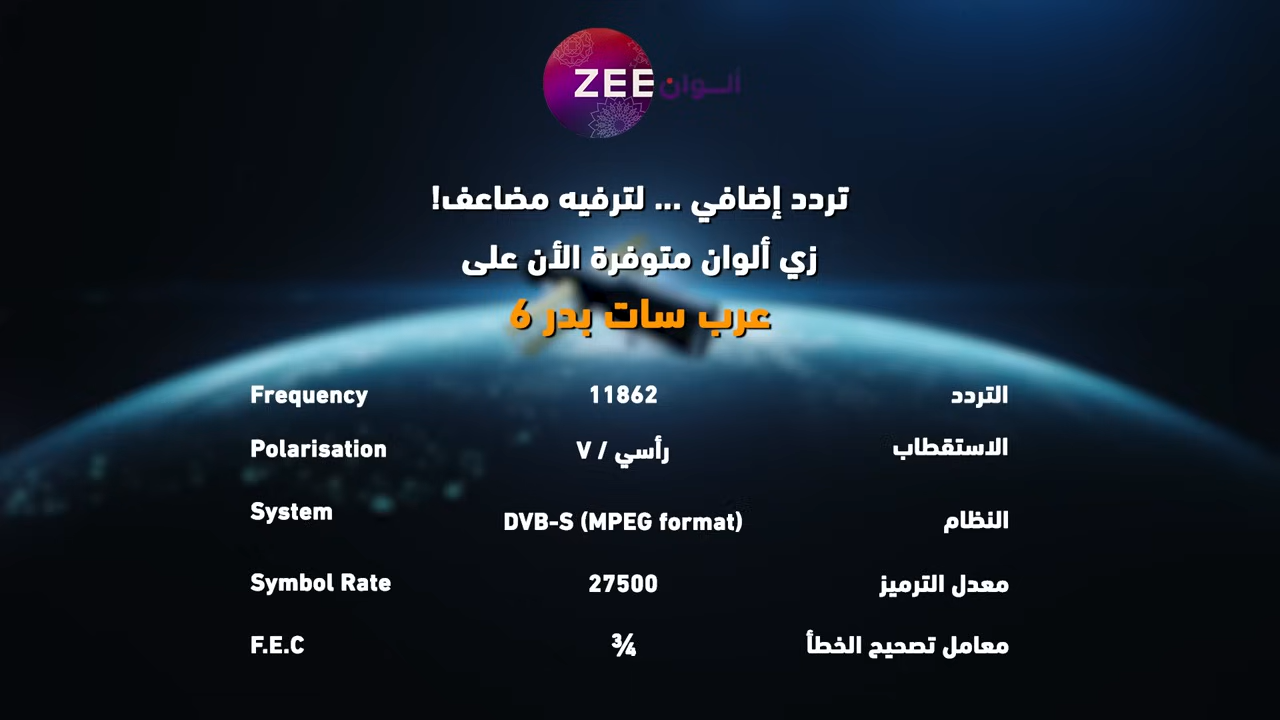 ZEE ألوان
تردد إضافي ... لترفيه مضاعف!
زي ألوان متوفرة الأن على
عرب سات بدر 6
Frequency 11862 التردد
Polarisation رأسي / V الاستقطاب
System DVB-S (MPEG format) النظام
Symbol Rate 27500 معدل الترميز
F.E.C ¾ معامل تصحيح الخطأ